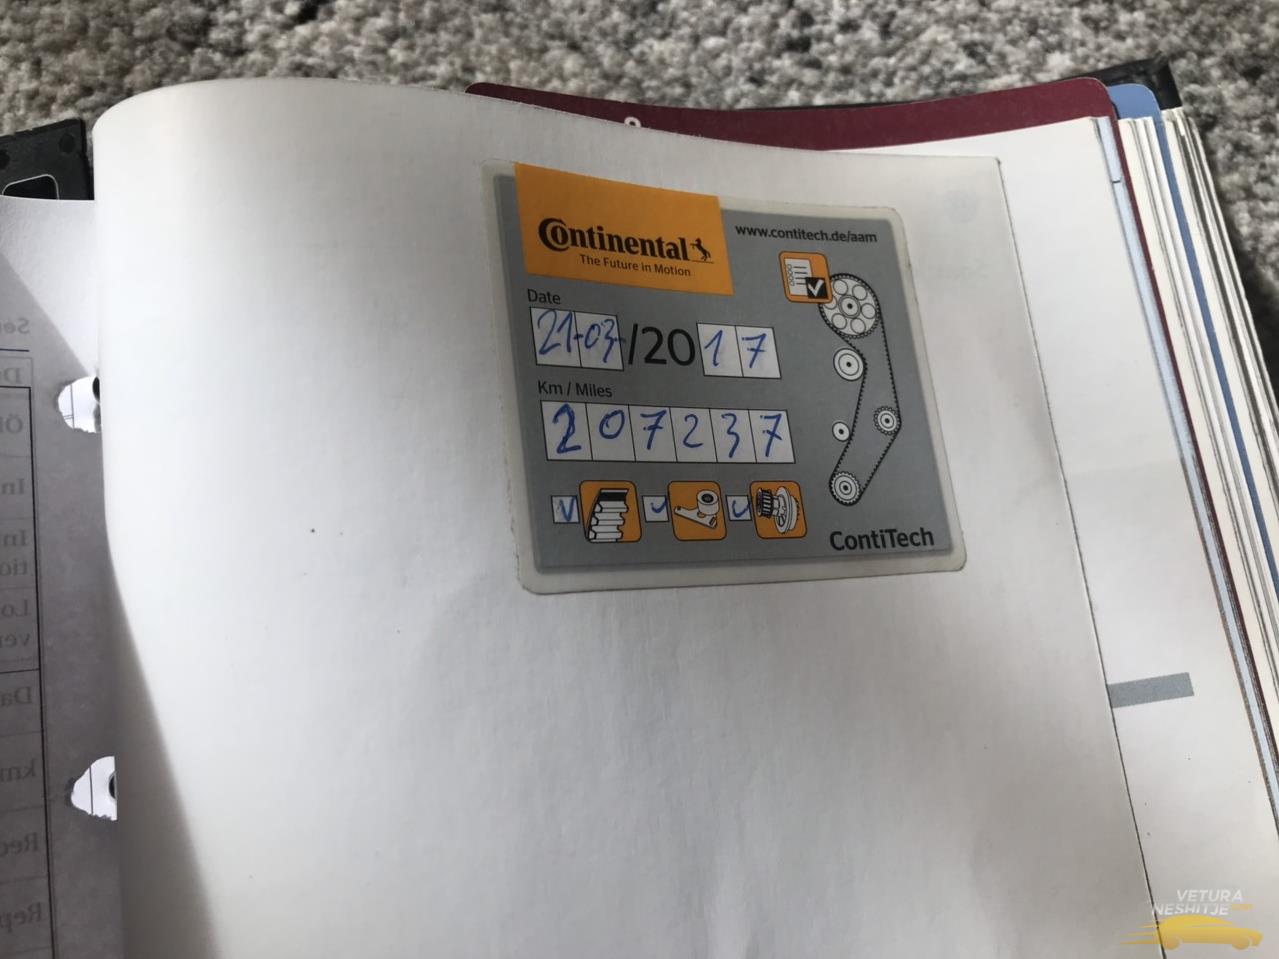 Continental
The Future in Motion
www.contitech.de/aam
Date
21-03-/2017
Km / Miles
207237
ContiTech
VETURA
NESHITJE.com